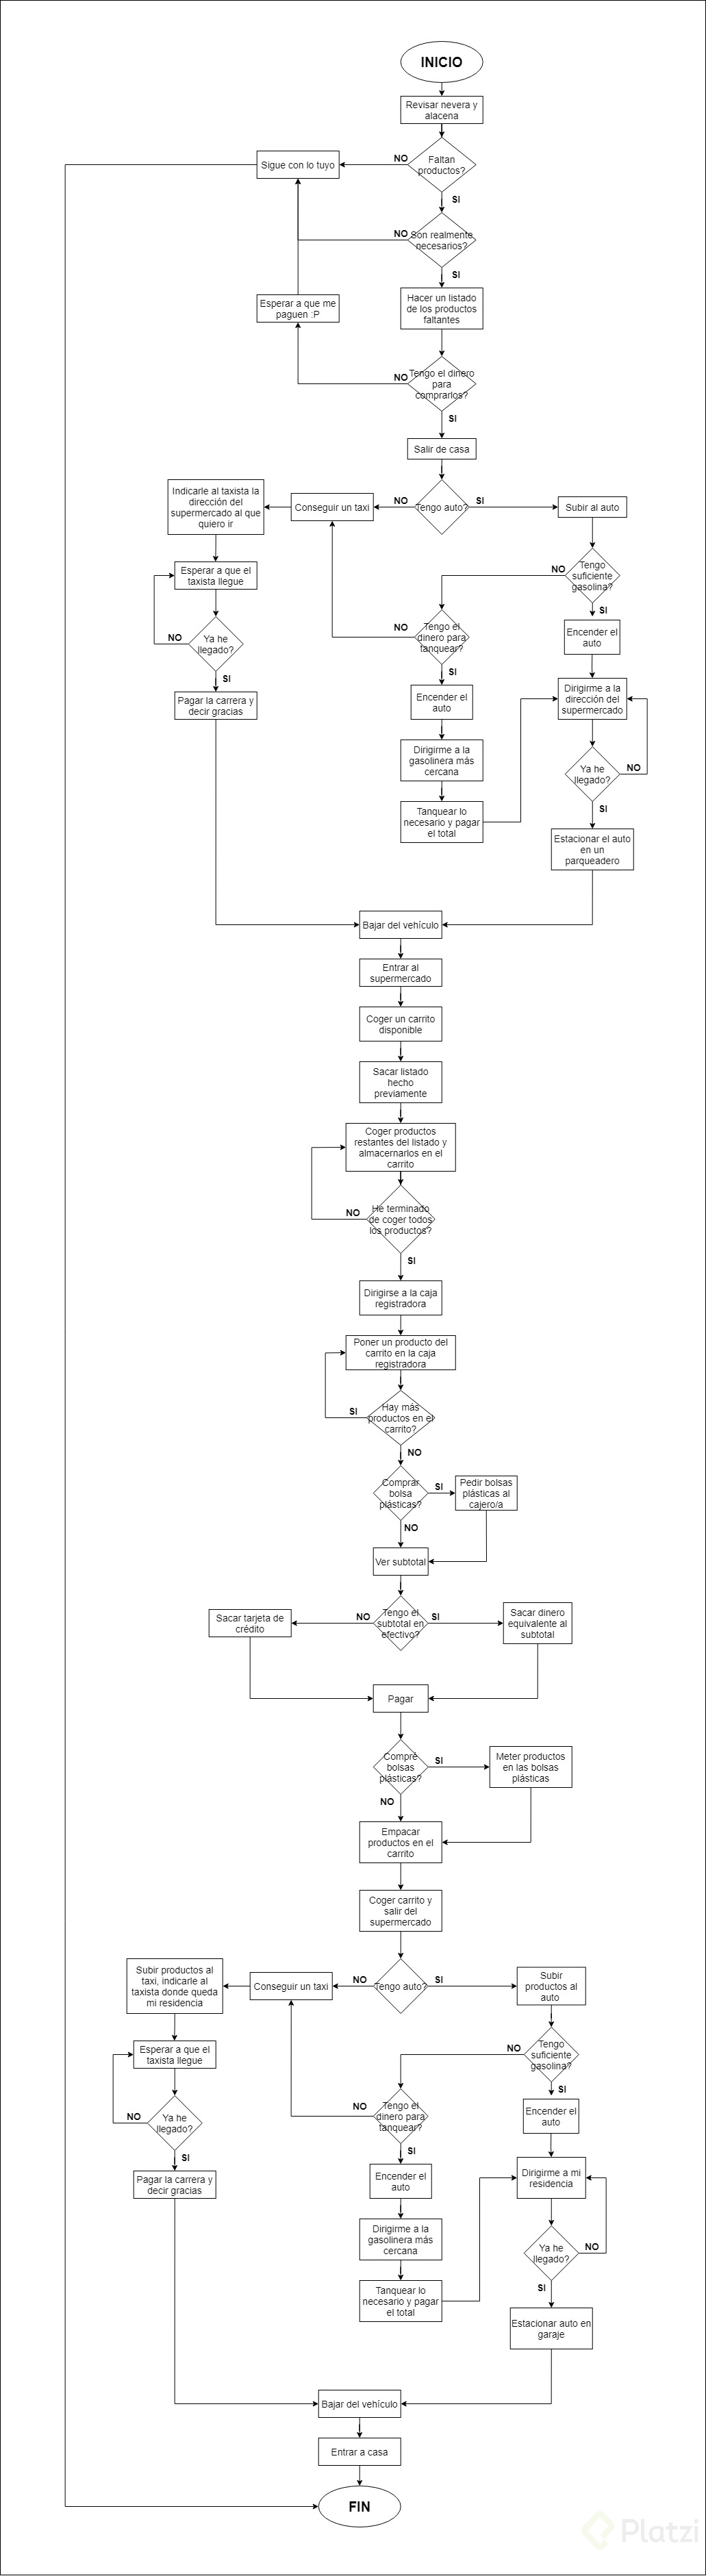 INICIO
Revisar nevera y
alacena
Faltan
productos?
NO
Sigue con lo tuyo
SI
Son realmente
necesarios?
NO
SI
Hacer un listado
de los productos
faltantes
Esperar a que me
paguen :P
Tengo el dinero
para
comprarlos?
NO
SI
Salir de casa
Tengo auto?
NO
SI
Conseguir un taxi
Subir al auto
Indicarle al taxista la
dirección del
supermercado al que
quiero ir
Esperar a que el
taxista llegue
Ya he
llegado?
NO
SI
Pagar la carrera y
decir gracias
Tengo
suficiente
gasolina?
NO
SI
Tengo el
dinero para
tanquear?
NO
SI
Encender el
auto
Dirigirme a la
gasolinera más
cercana
Tanquear lo
necesario y pagar
el total
Encender el
auto
Dirigirme a la
dirección del
supermercado
Ya he
llegado?
NO
SI
Estacionar el auto
en un
parqueadero
Bajar del vehículo
Entrar al
supermercado
Coger un carrito
disponible
Sacar listado
hecho
previamente
Coger productos
restantes del listado y
almacernarlos en el
carrito
He terminado
de coger todos
los productos?
NO
SI
Dirigirse a la caja
registradora
Poner un producto del
carrito en la caja
registradora
Hay más
productos en el
carrito?
SI
NO
Comprar
bolsa
plásticas?
SI
Pedir bolsas
plásticas al
cajero/a
NO
Ver subtotal
Tengo el
subtotal en
efectivo?
NO
SI
Sacar tarjeta de
crédito
Sacar dinero
equivalente al
subtotal
Pagar
Compré
bolsas
plásticas?
SI
Meter productos
en las bolsas
plásticas
NO
Empacar
productos en el
carrito
Coger carrito y
salir del
supermercado
Tengo auto?
NO
SI
Conseguir un taxi
Subir
productos al
auto
Subir productos al
taxi, indicarle al
taxista donde queda
mi residencia
Esperar a que el
taxista llegue
Ya he
llegado?
NO
SI
Pagar la carrera y
decir gracias
Tengo
suficiente
gasolina?
NO
SI
Tengo el
dinero para
tanquear?
NO
SI
Encender el
auto
Dirigirme a la
gasolinera más
cercana
Tanquear lo
necesario y pagar
el total
Encender el
auto
Dirigirme a mi
residencia
Ya he
llegado?
NO
SI
Estacionar auto en
garaje
Bajar del vehículo
Entrar a casa
FIN
Platzi